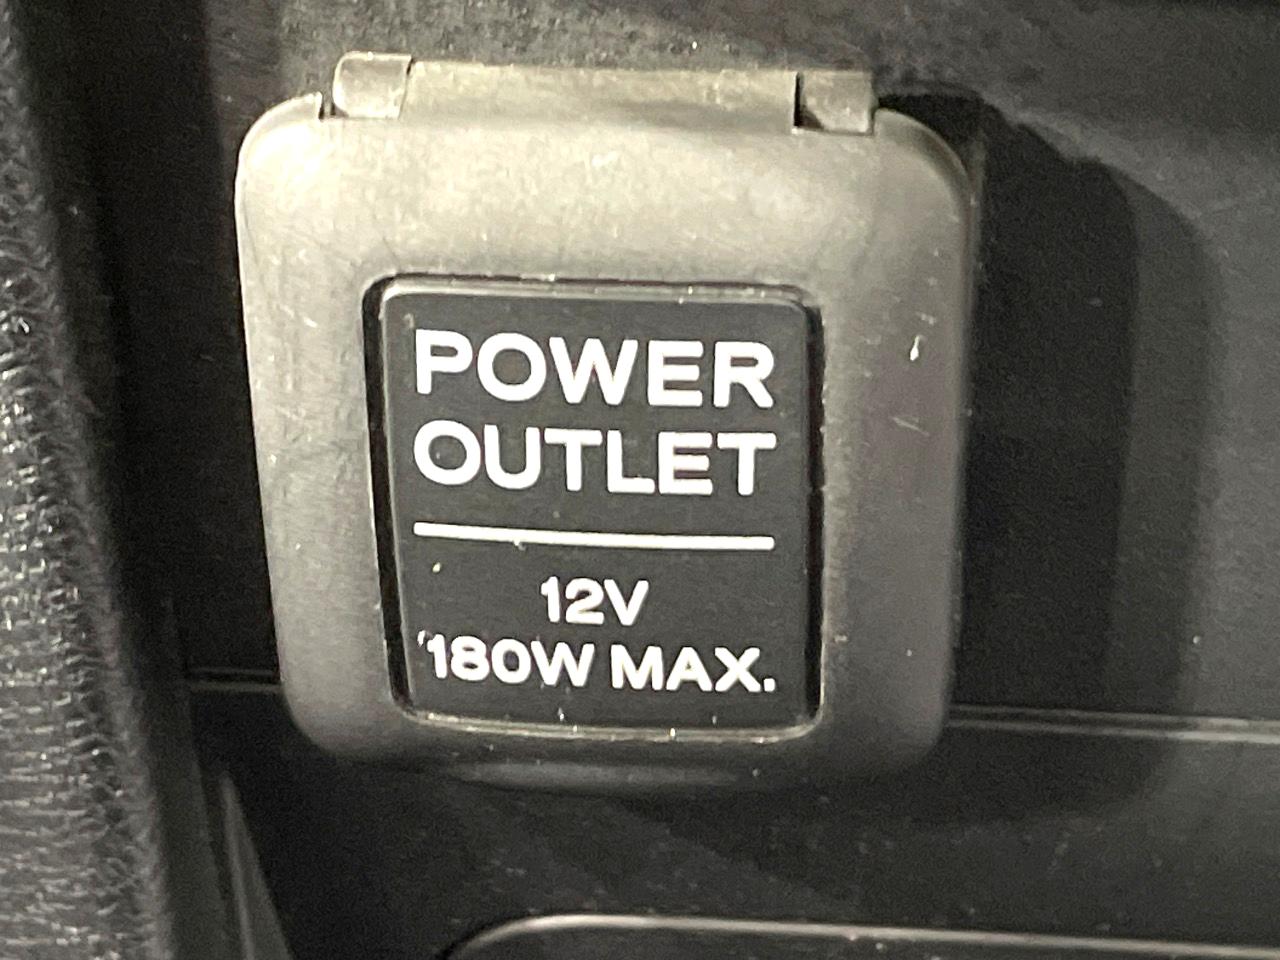 POWER
OUTLET
12V
180W MAX.